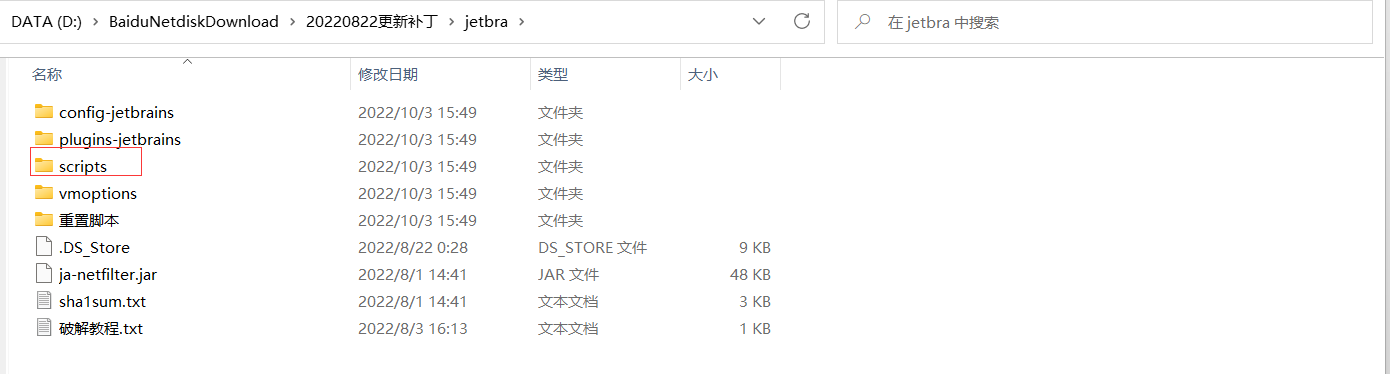 DATA (D:) > BaiduNetdiskDownload > 20220822更新补丁 > jetbra > 在 jetbra 中搜索
名称 修改日期 类型 大小
config-jetbrains 2022/10/3 15:49 文件夹
plugins-jetbrains 2022/10/3 15:49 文件夹
scripts 2022/10/3 15:49 文件夹
vmoptions 2022/10/3 15:49 文件夹
重置脚本 2022/10/3 15:49 文件夹
.DS_Store 2022/8/22 0:28 DS_STORE 文件 9 KB
ja-netfilter.jar 2022/8/1 14:41 JAR 文件 48 KB
sha1sum.txt 2022/8/1 14:41 文本文档 3 KB
破解教程.txt 2022/8/3 16:13 文本文档 1 KB